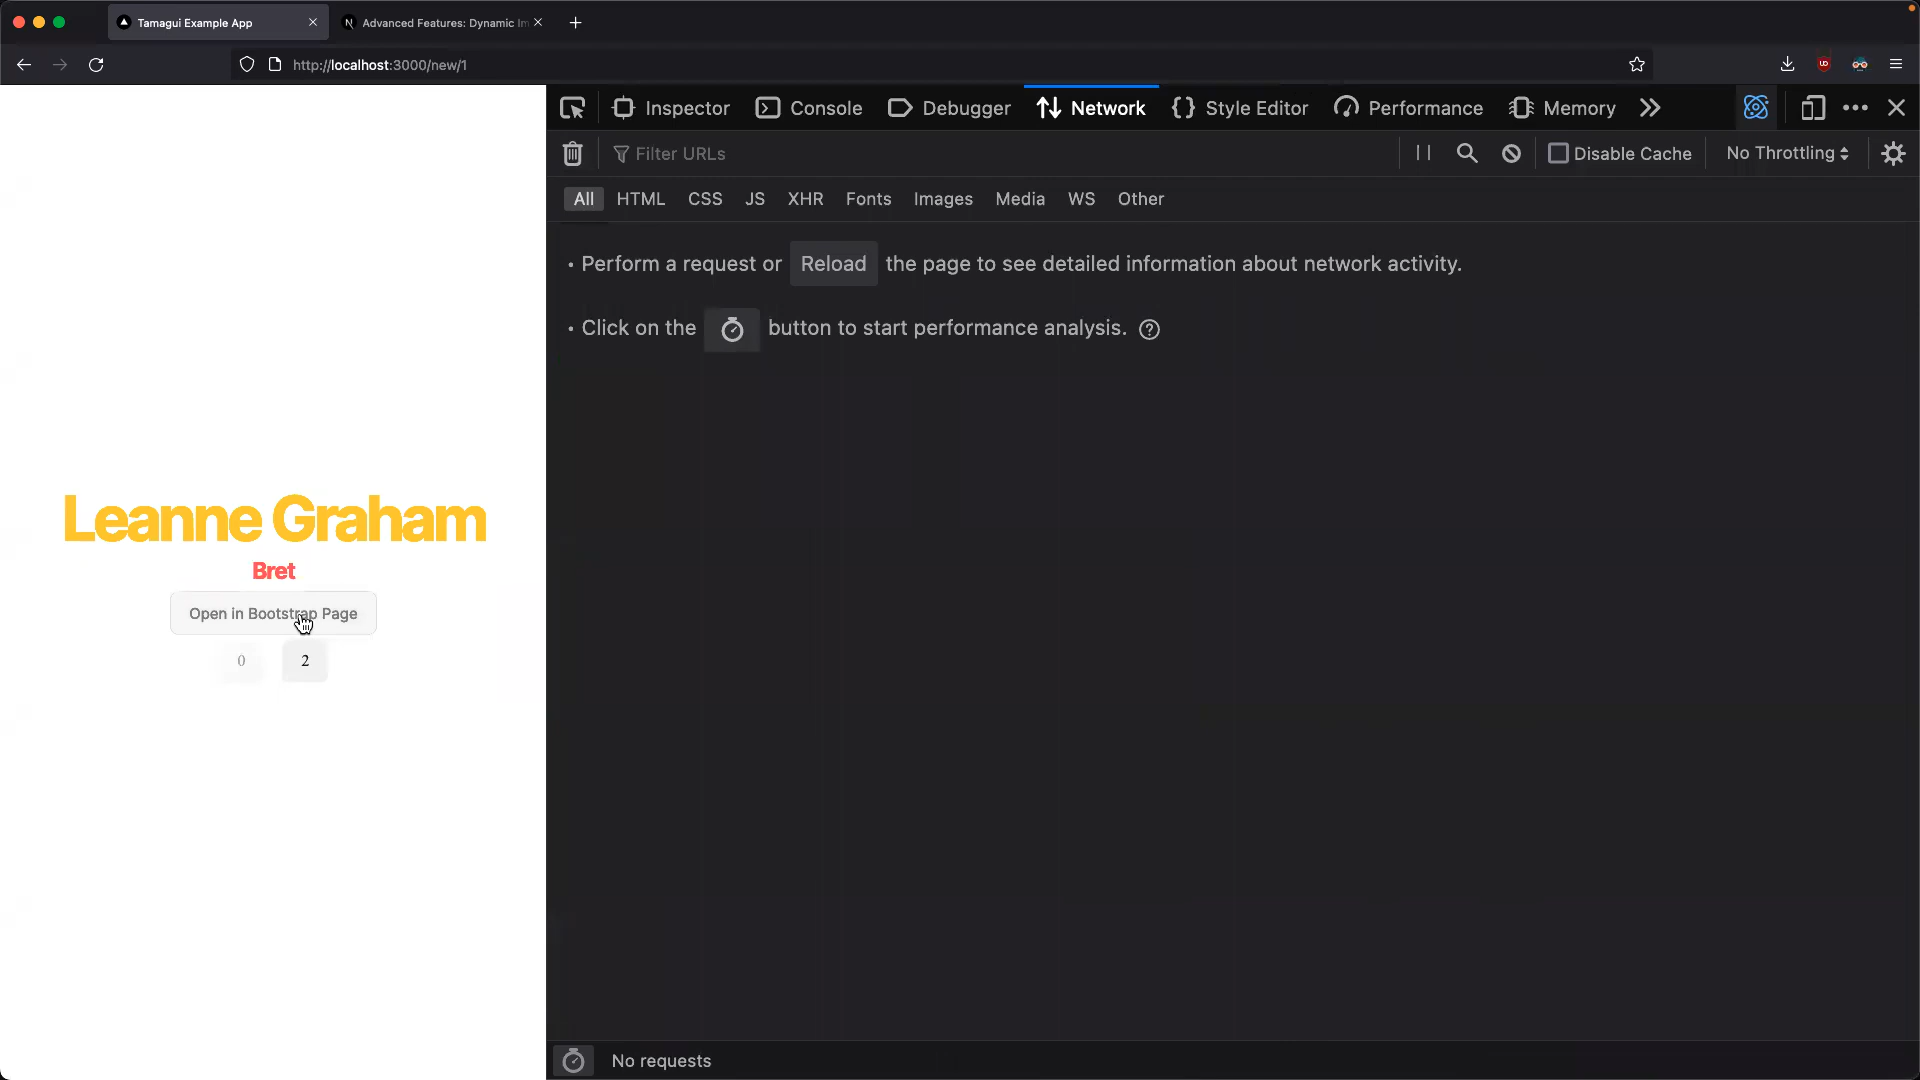 Tamagui Example App
Advanced Features: Dynamic Im
http://localhost:3000/new/1
Inspector
Console
Debugger
Network
Style Editor
Performance
Memory
Filter URLs
Disable Cache
No Throttling
All
HTML
CSS
JS
XHR
Fonts
Images
Media
WS
Other
• Perform a request or Reload the page to see detailed information about network activity.
• Click on the button to start performance analysis.
Leanne Graham
Bret
Open in Bootstrap Page
0
2
No requests